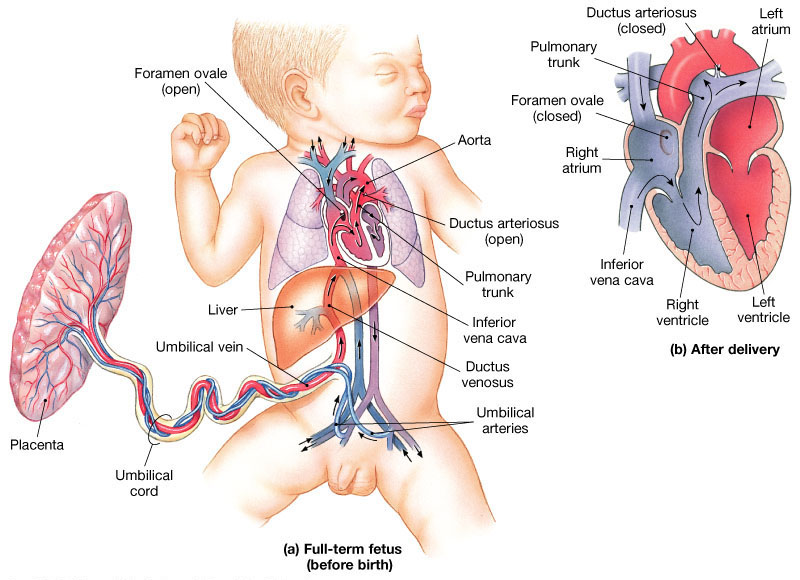 Foramen ovale
(open)
Aorta
Ductus arteriosus
(open)
Pulmonary
trunk
Liver
Inferior
vena cava
Umbilical vein
Ductus
venosus
Umbilical
arteries
Placenta
Umbilical
cord
(a) Full-term fetus
(before birth)
Ductus arteriosus
(closed)
Left
atrium
Pulmonary
trunk
Foramen ovale
(closed)
Right
atrium
Inferior
vena cava
Right
ventricle
Left
ventricle
(b) After delivery